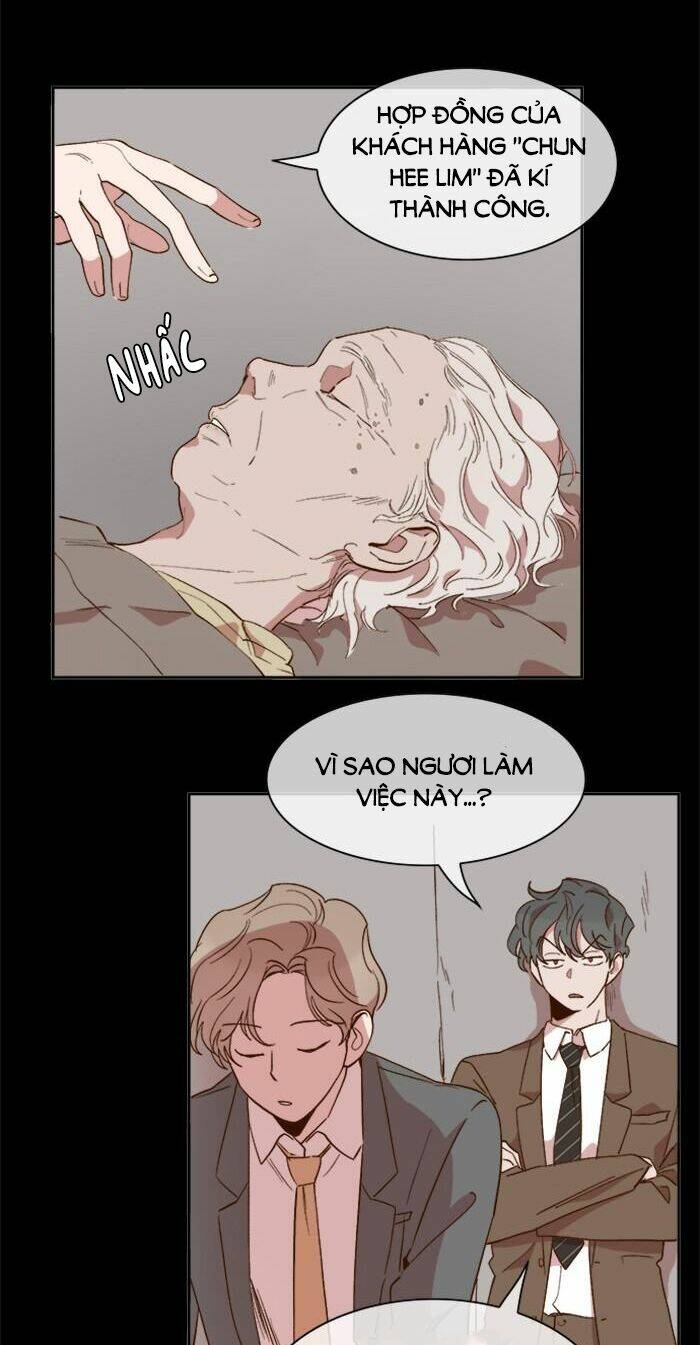 HỢP ĐỒNG CỦA
KHÁCH HÀNG "CHUN
HEE LIM" ĐÃ KÍ
THÀNH CÔNG.
NHẤC
VÌ SAO NGƯƠI LÀM
VIỆC NÀY...?